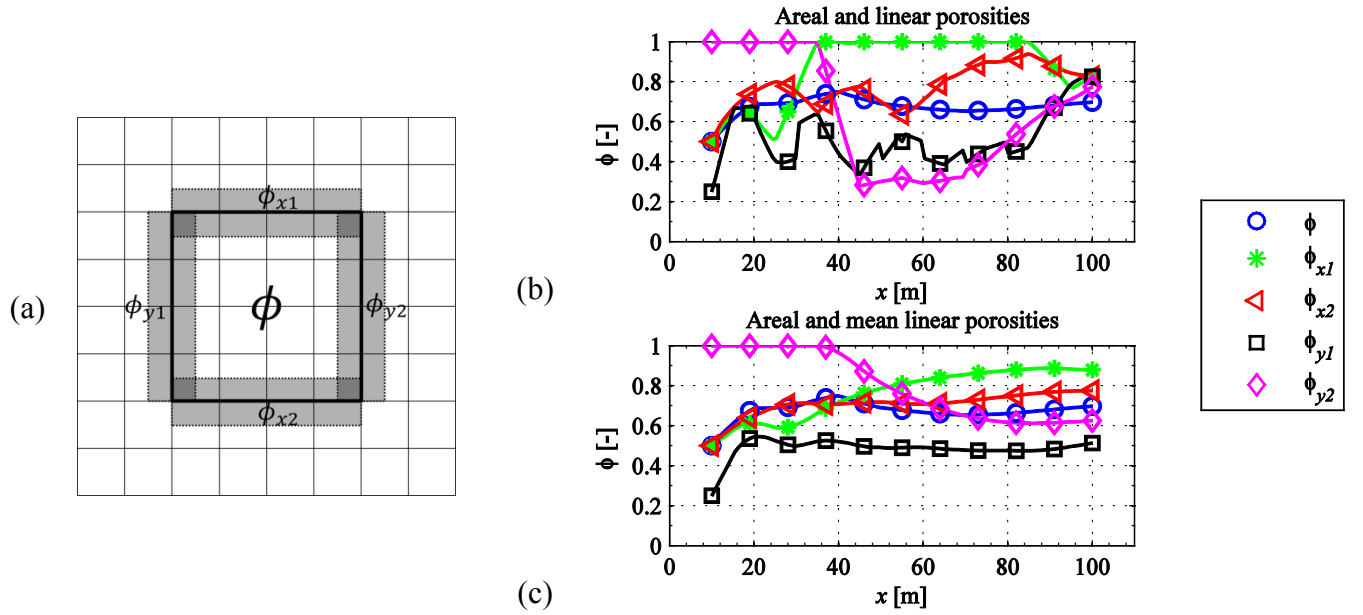 (a)
ϕx1
ϕy1
ϕ
ϕy2
ϕx2
(b)
Areal and linear porosities
ϕ [-]
1
0.8
0.6
0.4
0.2
0
0 20 40 60 80 100
x [m]
(c)
Areal and mean linear porosities
ϕ [-]
1
0.8
0.6
0.4
0.2
0
0 20 40 60 80 100
x [m]
ϕ
ϕx1
ϕx2
ϕy1
ϕy2